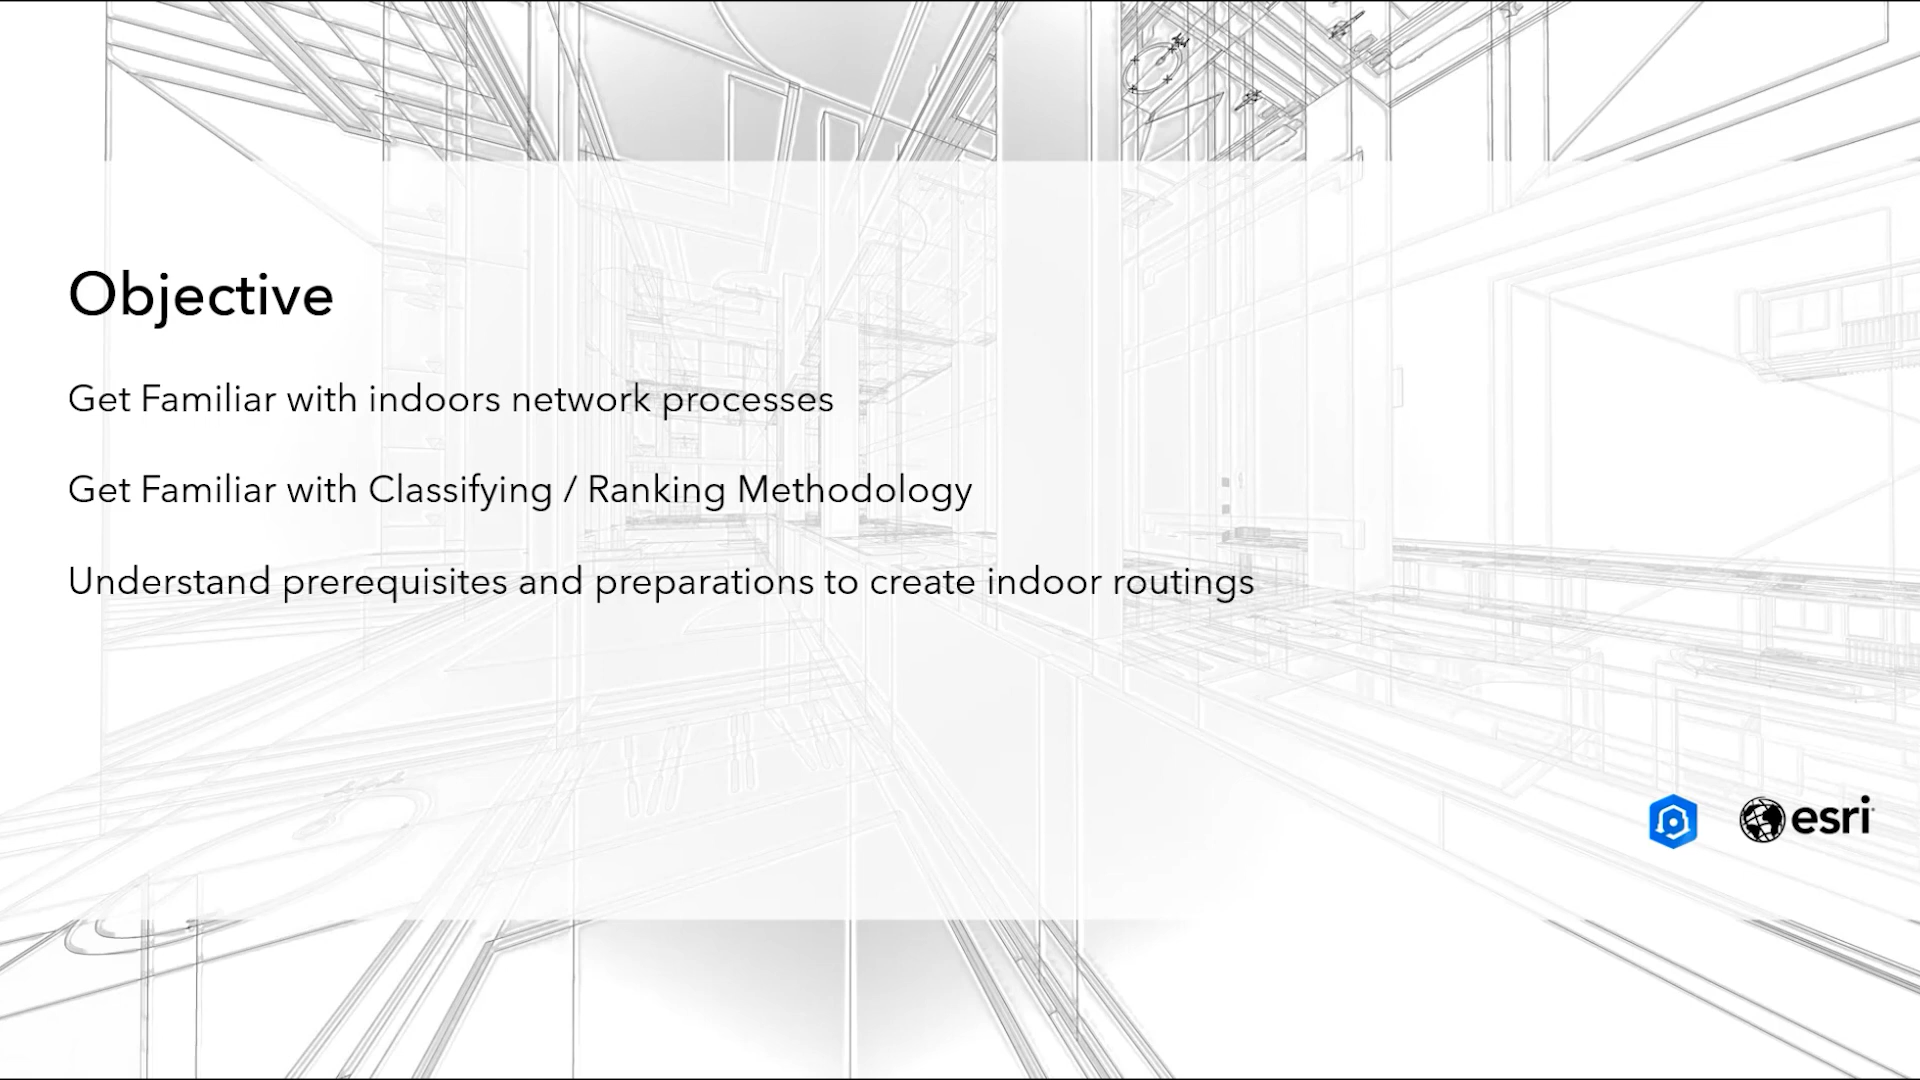 Objective
Get Familiar with indoors network processes
Get Familiar with Classifying / Ranking Methodology
Understand prerequisites and preparations to create indoor routings
esri